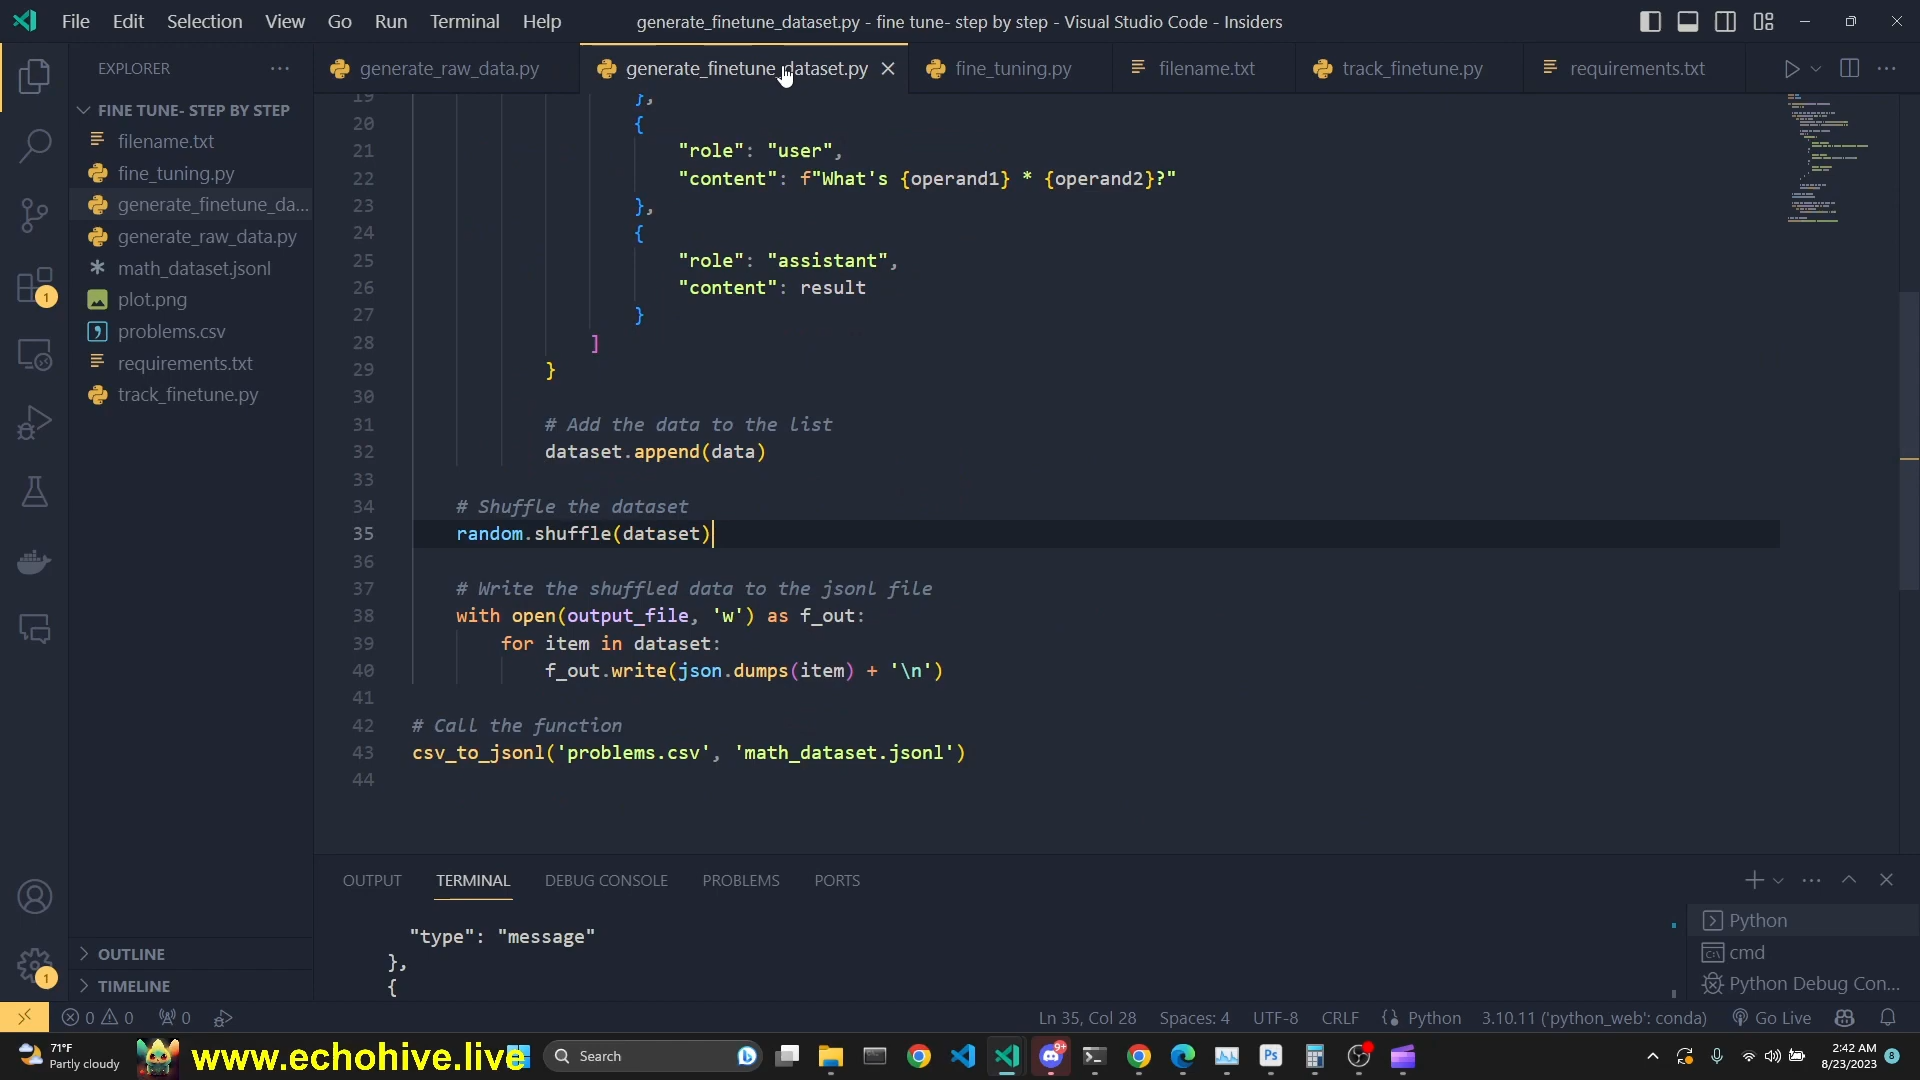 File Edit Selection View Go Run Terminal Help
generate_finetune_dataset.py - fine tune- step by step - Visual Studio Code - Insiders
EXPLORER
generate_raw_data.py
generate_finetune_dataset.py
fine_tuning.py
filename.txt
track_finetune.py
requirements.txt
FINE TUNE- STEP BY STEP
filename.txt
fine_tuning.py
generate_finetune_da...
generate_raw_data.py
math_dataset.jsonl
plot.png
problems.csv
requirements.txt
track_finetune.py
OUTLINE
TIMELINE
19 },
20 {
21 "role": "user",
22 "content": f"What's {operand1} * {operand2}?"
23 },
24 {
25 "role": "assistant",
26 "content": result
27 }
28 ]
29 }
30
31 # Add the data to the list
32 dataset.append(data)
33
34 # Shuffle the dataset
35 random.shuffle(dataset)
36
37 # Write the shuffled data to the jsonl file
38 with open(output_file, 'w') as f_out:
39 for item in dataset:
40 f_out.write(json.dumps(item) + '\n')
41
42 # Call the function
43 csv_to_jsonl('problems.csv', 'math_dataset.jsonl')
44
OUTPUT TERMINAL DEBUG CONSOLE PROBLEMS PORTS
"type": "message"
},
{
Python
cmd
Python Debug Con...
1
1
0 0 0
Ln 35, Col 28 Spaces: 4 UTF-8 CRLF Python 3.10.11 ('python_web': conda) Go Live
71°F
Partly cloudy
www.echohive.live
Search
9+
Ps
2:42 AM
8/23/2023
8